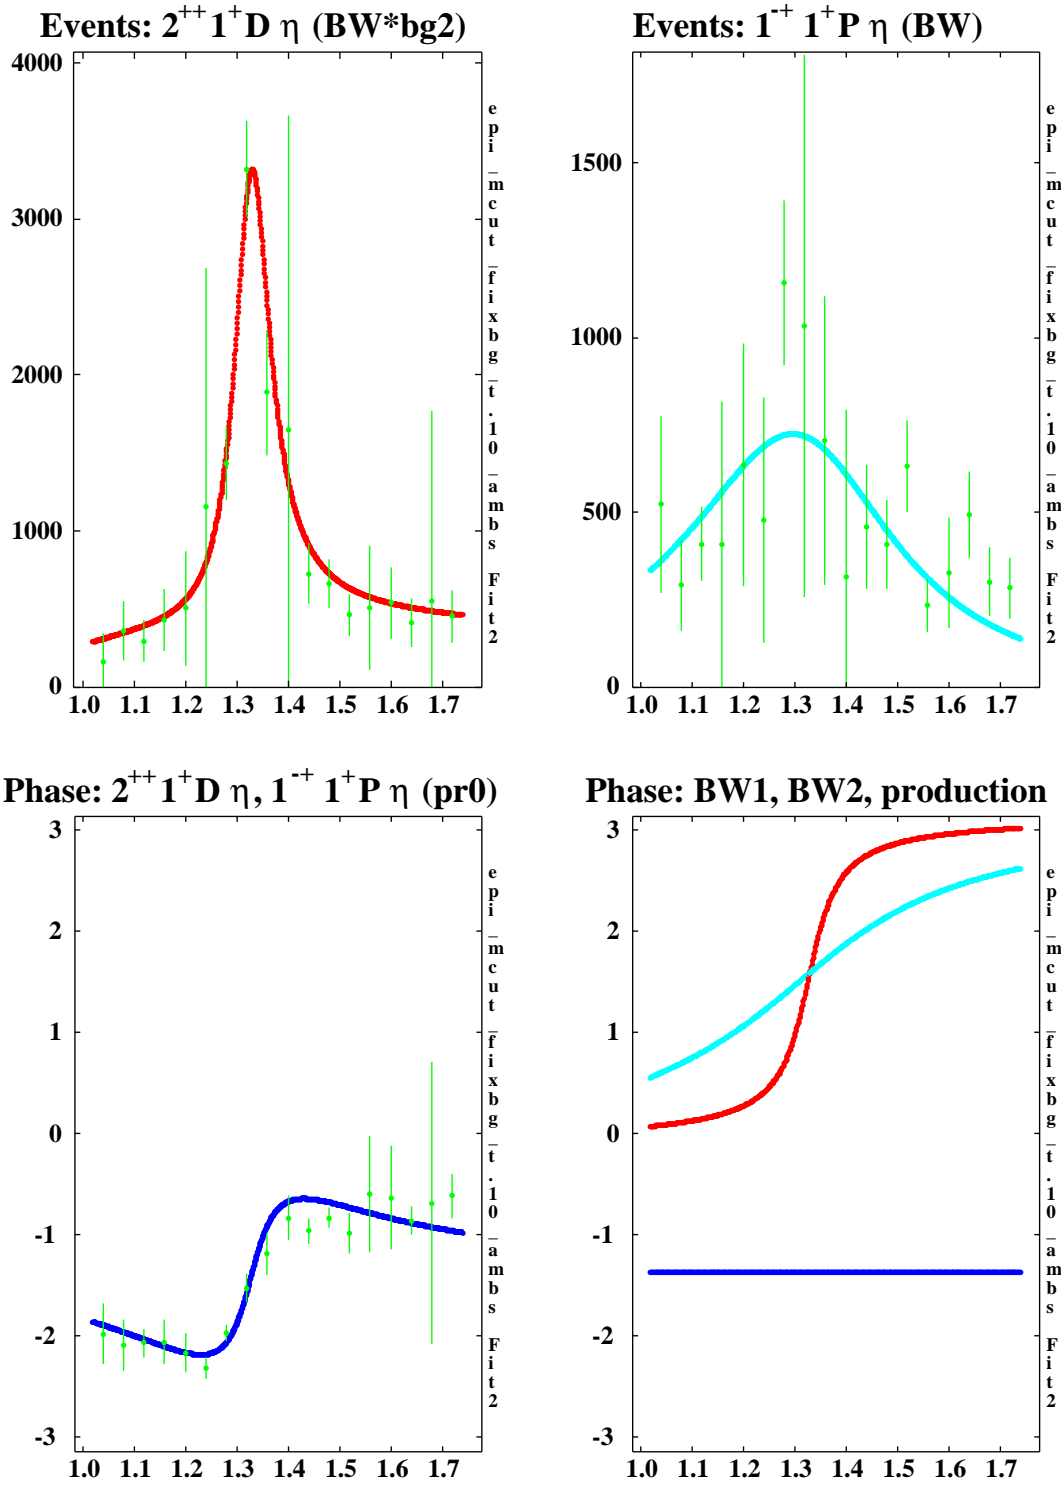 Events: 2⁺⁺ 1⁺D η (BW*bg2)
4000
3000
2000
1000
0
1.0 1.1 1.2 1.3 1.4 1.5 1.6 1.7
epi_mcut_fixbg_t.10_ambs Fit2
Events: 1⁻⁺ 1⁺P η (BW)
1500
1000
500
0
1.0 1.1 1.2 1.3 1.4 1.5 1.6 1.7
epi_mcut_fixbg_t.10_ambs Fit2
Phase: 2⁺⁺ 1⁺D η, 1⁻⁺ 1⁺P η (pr0)
3
2
1
0
-1
-2
-3
1.0 1.1 1.2 1.3 1.4 1.5 1.6 1.7
epi_mcut_fixbg_t.10_ambs Fit2
Phase: BW1, BW2, production
3
2
1
0
-1
-2
-3
1.0 1.1 1.2 1.3 1.4 1.5 1.6 1.7
epi_mcut_fixbg_t.10_ambs Fit2